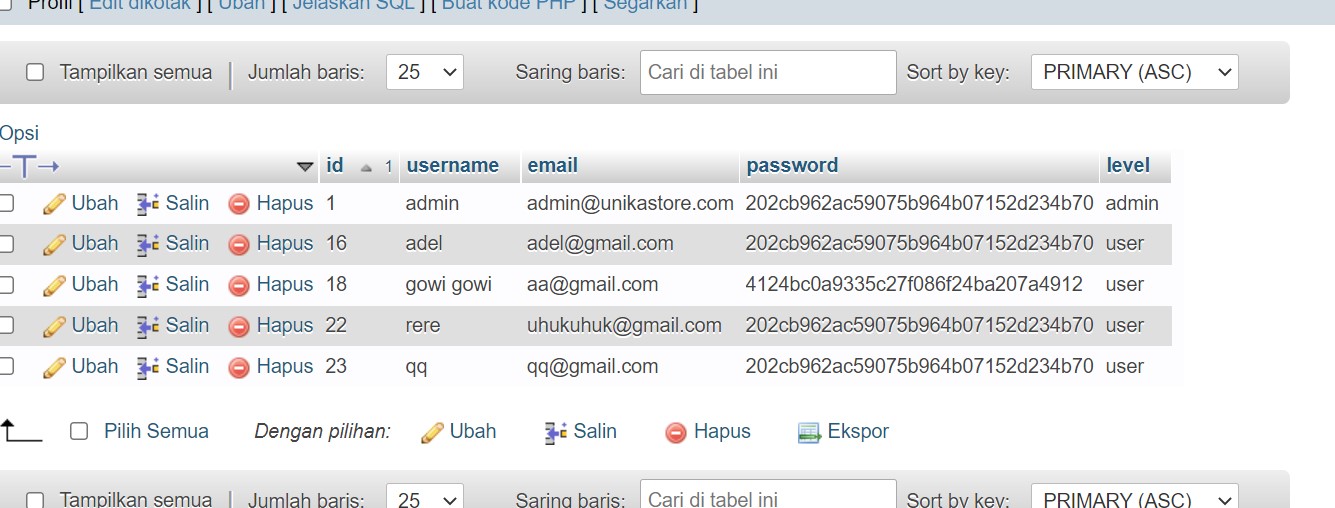 Profil [ Edit dikotak ] [ Ubah ] [ Jelaskan SQL ] [ Buat kode PHP ] [ Segarkan ]
Tampilkan semua | Jumlah baris: 25 Saring baris: Cari di tabel ini Sort by key: PRIMARY (ASC)
Opsi
id 1 username email password level
Ubah Salin Hapus 1 admin admin@unikastore.com 202cb962ac59075b964b07152d234b70 admin
Ubah Salin Hapus 16 adel adel@gmail.com 202cb962ac59075b964b07152d234b70 user
Ubah Salin Hapus 18 gowi gowi aa@gmail.com 4124bc0a9335c27f086f24ba207a4912 user
Ubah Salin Hapus 22 rere uhukuhuk@gmail.com 202cb962ac59075b964b07152d234b70 user
Ubah Salin Hapus 23 qq qq@gmail.com 202cb962ac59075b964b07152d234b70 user
Pilih Semua Dengan pilihan: Ubah Salin Hapus Ekspor
Tampilkan semua | Jumlah baris: 25 Saring baris: Cari di tabel ini Sort by key: PRIMARY (ASC)